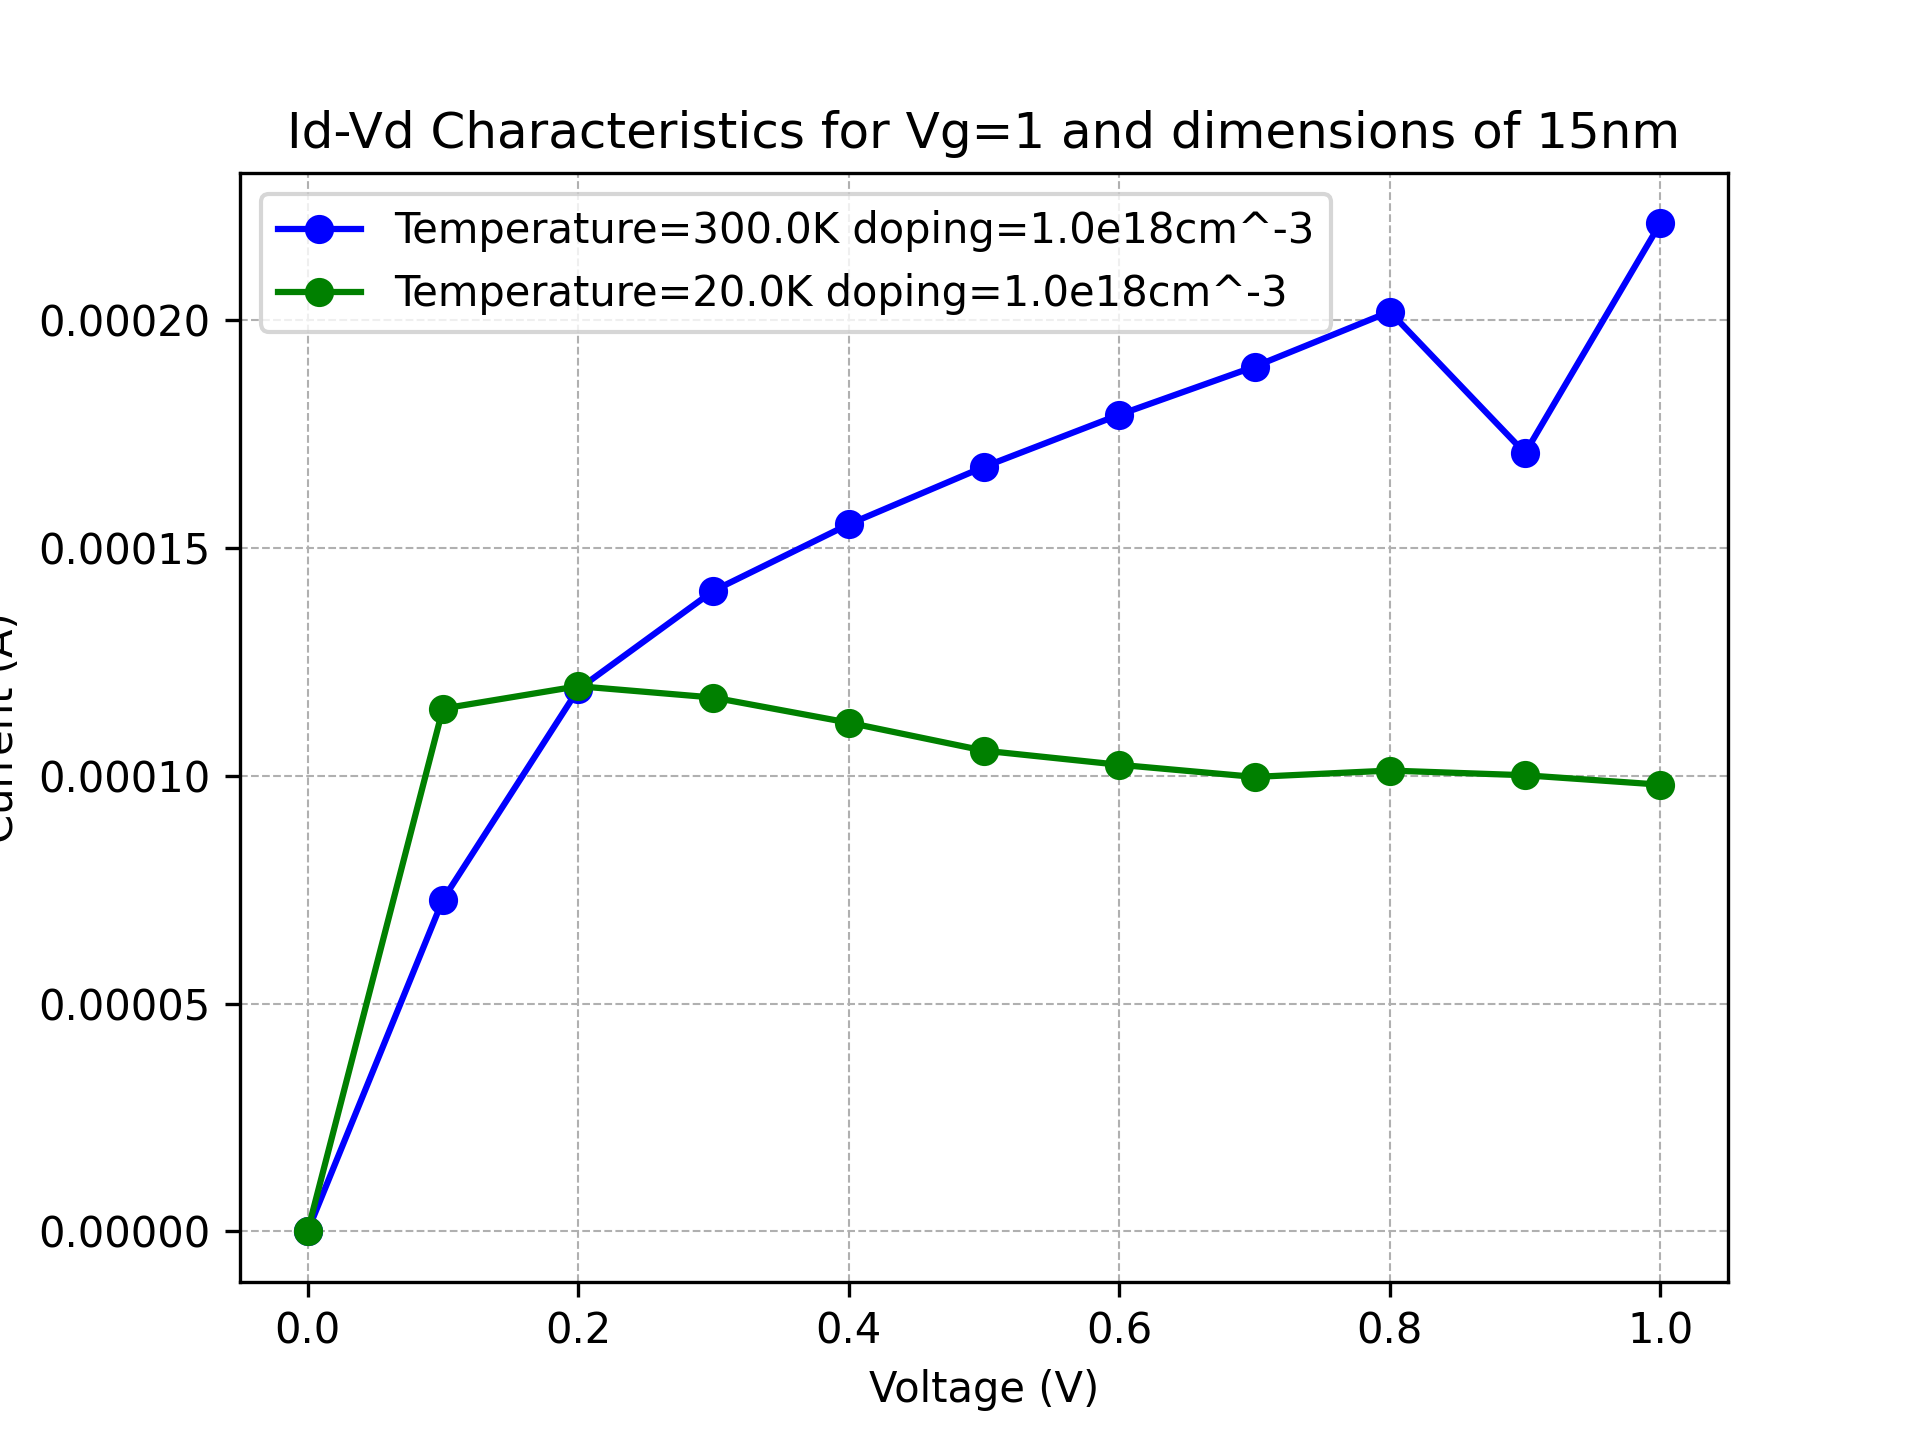 Id-Vd Characteristics for Vg=1 and dimensions of 15nm
Temperature=300.0K doping=1.0e18cm^-3
Temperature=20.0K doping=1.0e18cm^-3
0.00020
0.00015
0.00010
0.00005
0.00000
Current (A)
0.0 0.2 0.4 0.6 0.8 1.0
Voltage (V)